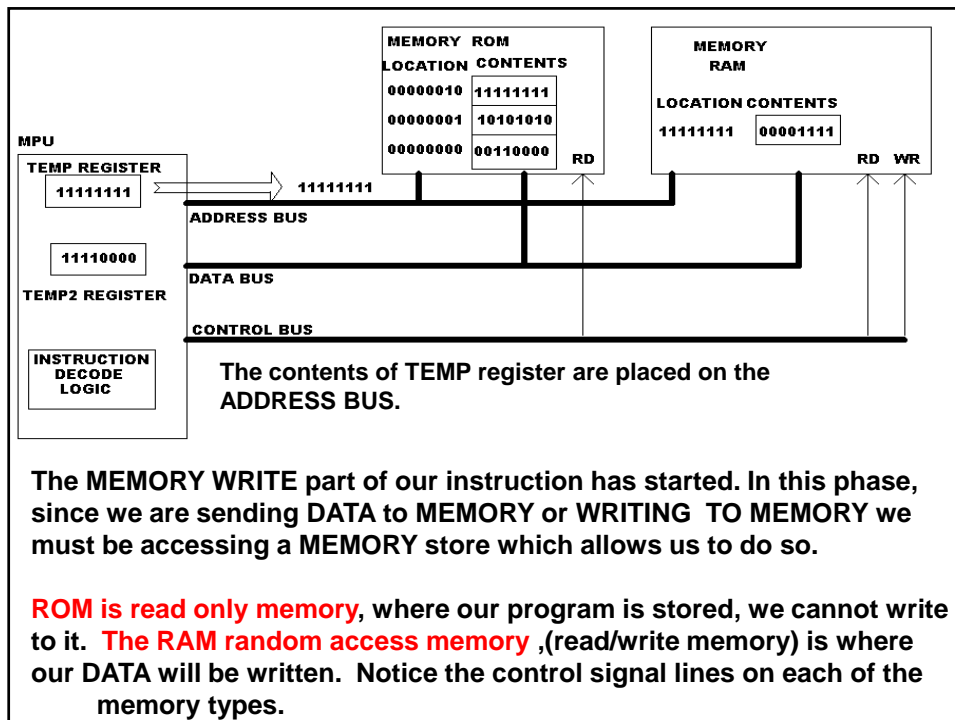 MEMORY ROM
LOCATION CONTENTS
00000010 11111111
00000001 10101010
00000000 00110000
RD
MEMORY
RAM
LOCATION CONTENTS
11111111 00001111
RD WR
MPU
TEMP REGISTER
11111111
11111111
ADDRESS BUS
11110000
TEMP2 REGISTER
DATA BUS
CONTROL BUS
INSTRUCTION
DECODE
LOGIC
The contents of TEMP register are placed on the
ADDRESS BUS.
The MEMORY WRITE part of our instruction has started. In this phase,
since we are sending DATA to MEMORY or WRITING TO MEMORY we
must be accessing a MEMORY store which allows us to do so.
ROM is read only memory, where our program is stored, we cannot write
to it. The RAM random access memory ,(read/write memory) is where
our DATA will be written. Notice the control signal lines on each of the
memory types.